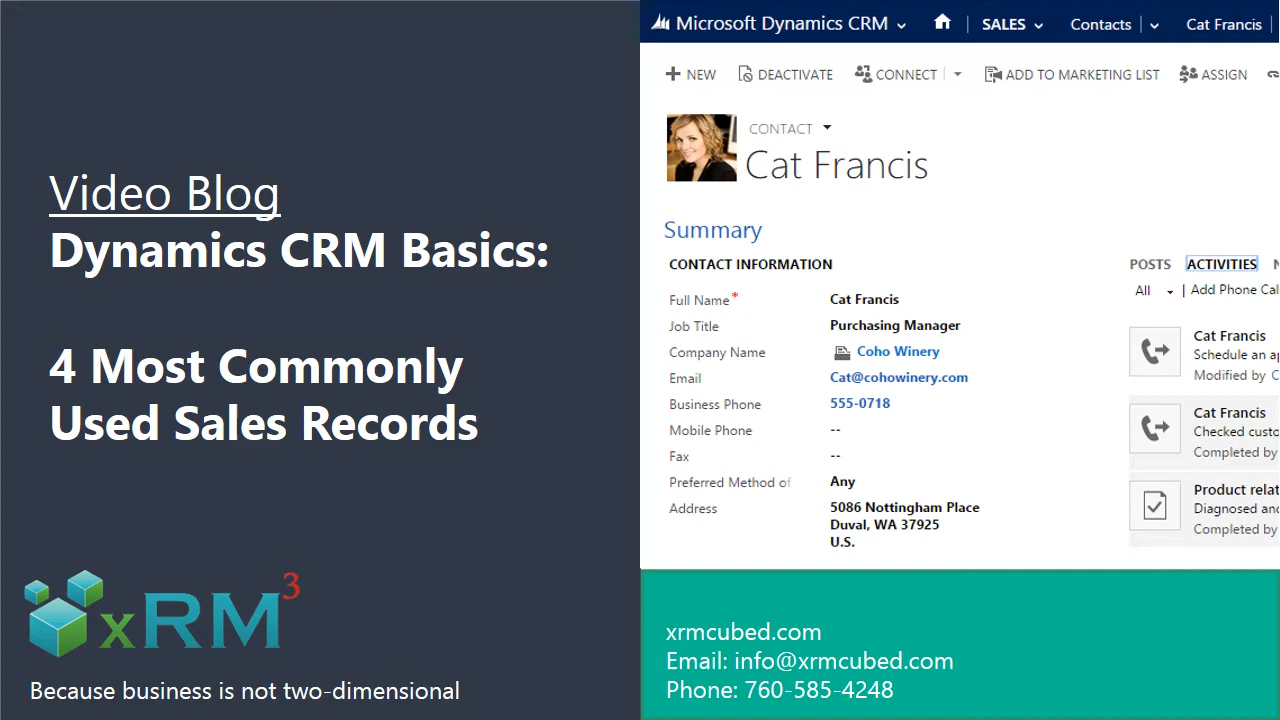 Video Blog
Dynamics CRM Basics:
4 Most Commonly
Used Sales Records
xRM3
Because business is not two-dimensional
Microsoft Dynamics CRM SALES Contacts Cat Francis
NEW DEACTIVATE CONNECT ADD TO MARKETING LIST ASSIGN
CONTACT
Cat Francis
Summary
CONTACT INFORMATION
Full Name* Cat Francis
Job Title Purchasing Manager
Company Name Coho Winery
Email Cat@cohowinery.com
Business Phone 555-0718
Mobile Phone --
Fax --
Preferred Method of Any
Address 5086 Nottingham Place
Duval, WA 37925
U.S.
POSTS ACTIVITIES N
All | Add Phone Cal
Cat Francis
Schedule an ap
Modified by C
Cat Francis
Checked custo
Completed by
Product relat
Diagnosed and
Completed by
xrmcubed.com
Email: info@xrmcubed.com
Phone: 760-585-4248